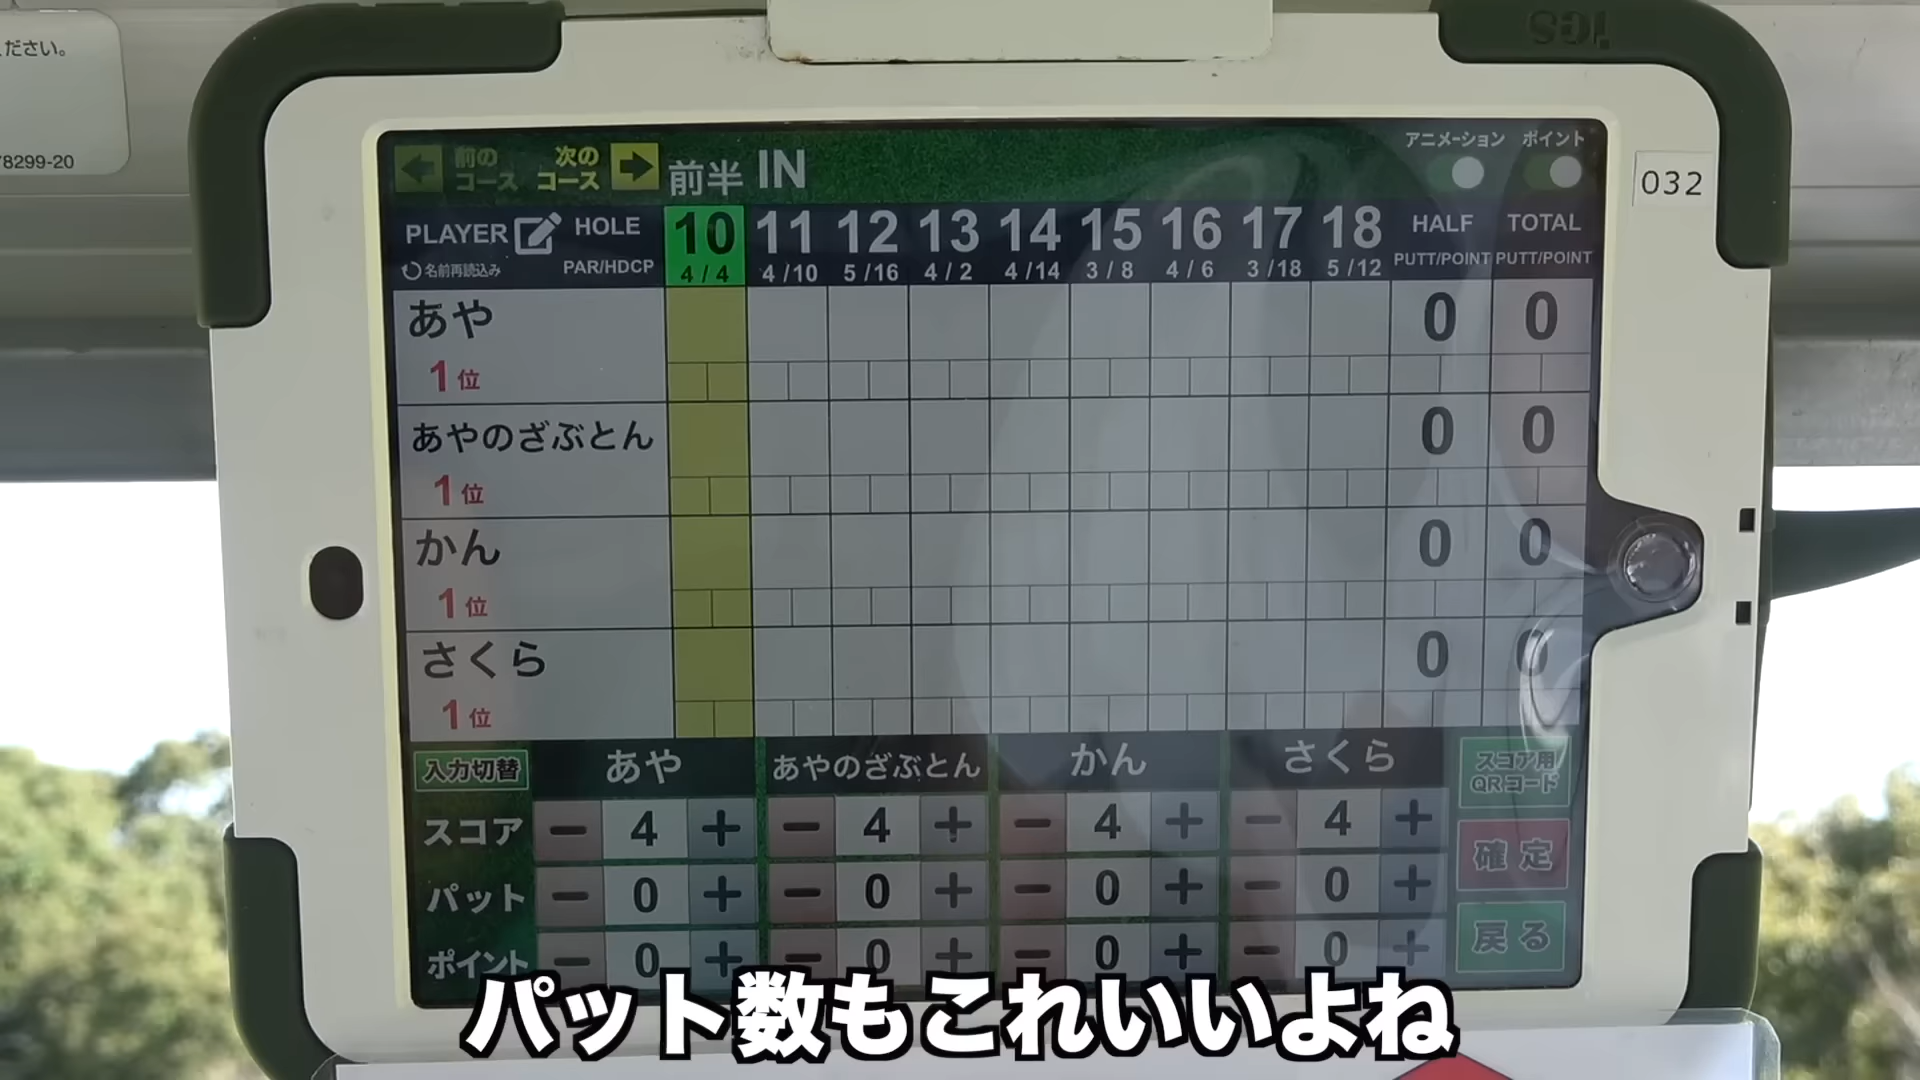 ください。
78299-20
032
アニメーション ポイント
前の
コース
次の
コース
前半 IN
PLAYER HOLE 10 11 12 13 14 15 16 17 18 HALF TOTAL
名前再読込み PAR/HDCP 4/4 4/10 5/16 4/2 4/14 3/8 4/6 3/18 5/12 PUTT/POINT PUTT/POINT
あや 0 0
1位
あやのざぶとん 0 0
1位
かん 0 0
1位
さくら 0 0
1位
入力切替 あや あやのざぶとん かん さくら
スコア用
QRコード
スコア － 4 ＋ － 4 ＋ － 4 ＋ － 4 ＋
確定
パット － 0 ＋ － 0 ＋ － 0 ＋ － 0 ＋
戻る
ポイント － 0 ＋ － 0 ＋ － 0 ＋ － 0 ＋
パット数もこれいいよね